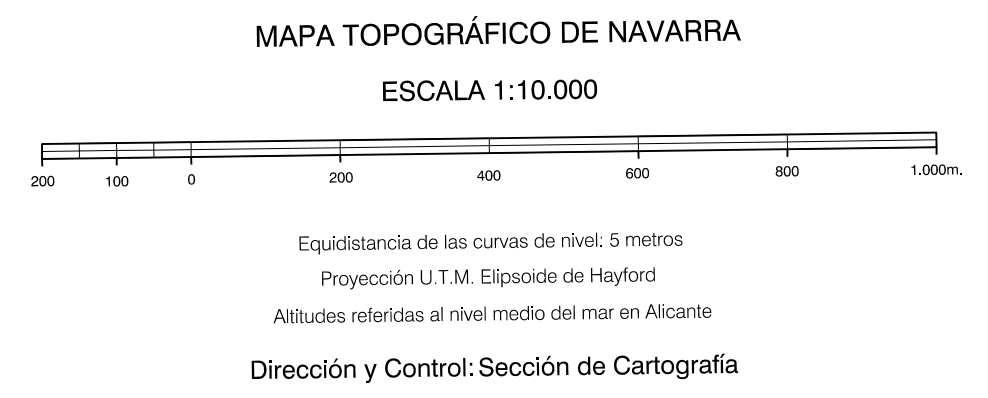 MAPA TOPOGRÁFICO DE NAVARRA
ESCALA 1:10.000
200 100 0 200 400 600 800 1.000m.
Equidistancia de las curvas de nivel: 5 metros
Proyección U.T.M. Elipsoide de Hayford
Altitudes referidas al nivel medio del mar en Alicante
Dirección y Control: Sección de Cartografía